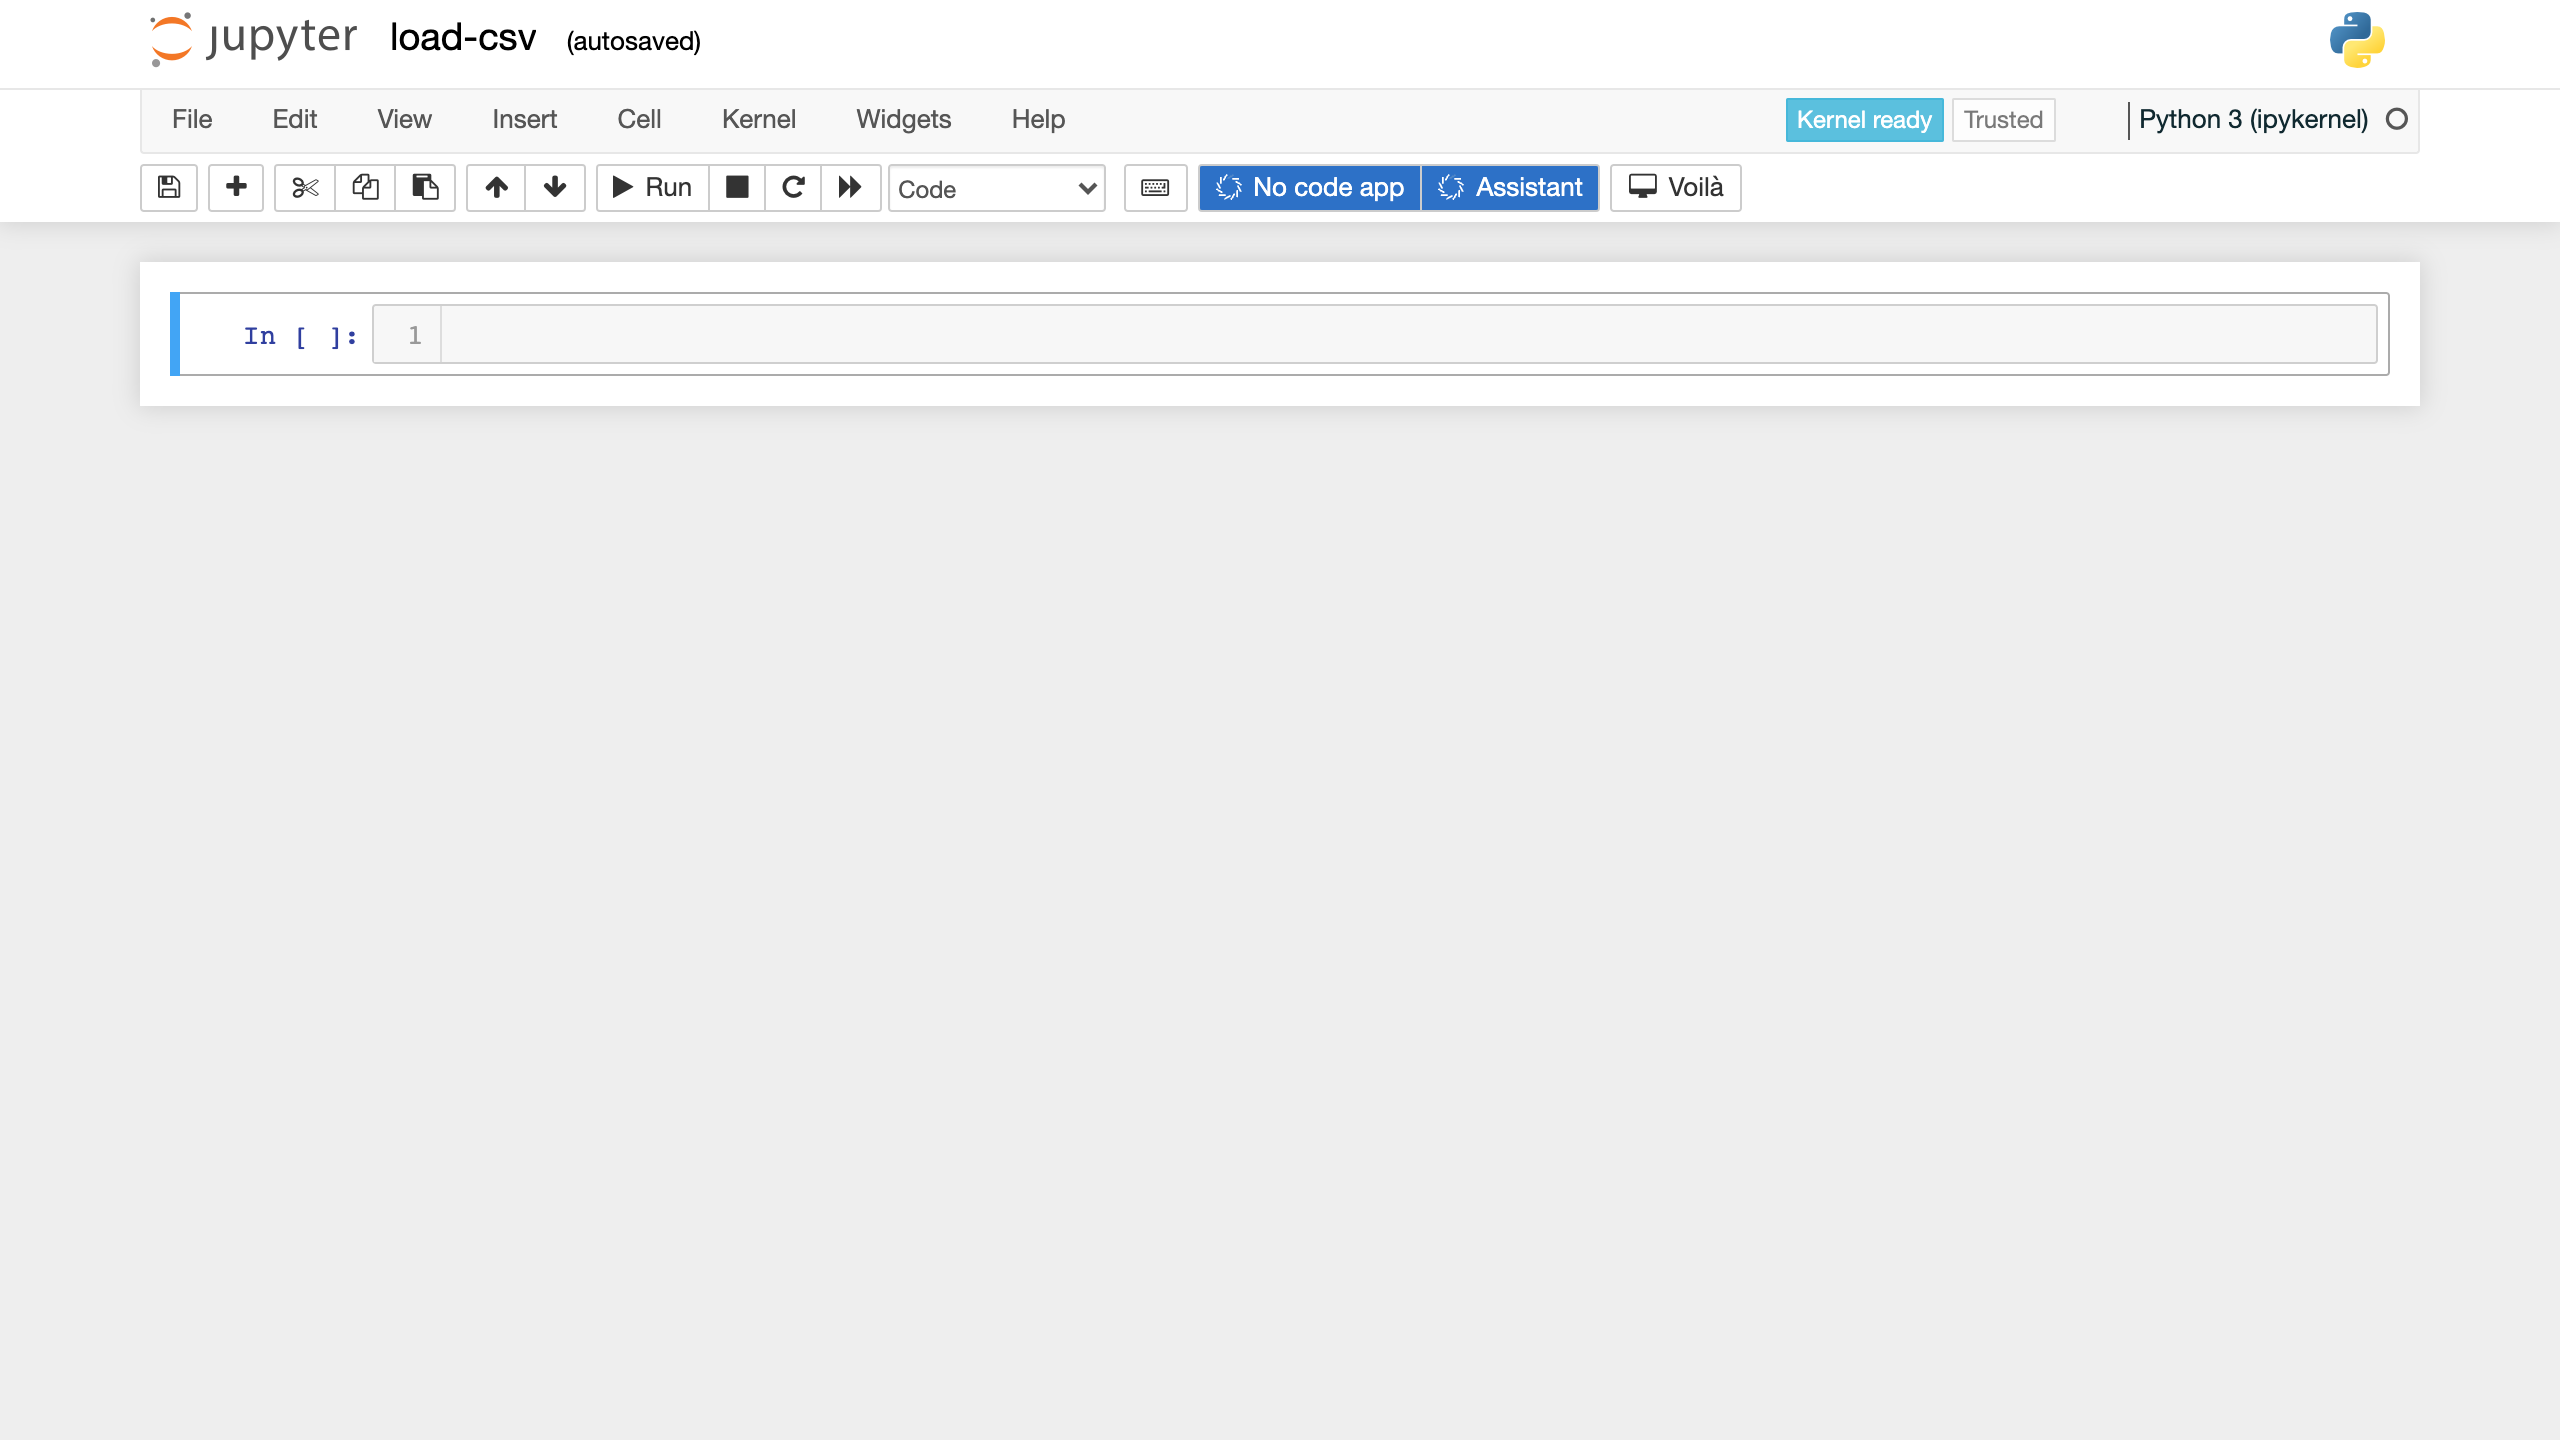 jupyter load-csv (autosaved)
File Edit View Insert Cell Kernel Widgets Help Kernel ready Trusted Python 3 (ipykernel)
Run Code No code app Assistant Voilà
In [ ]: 1